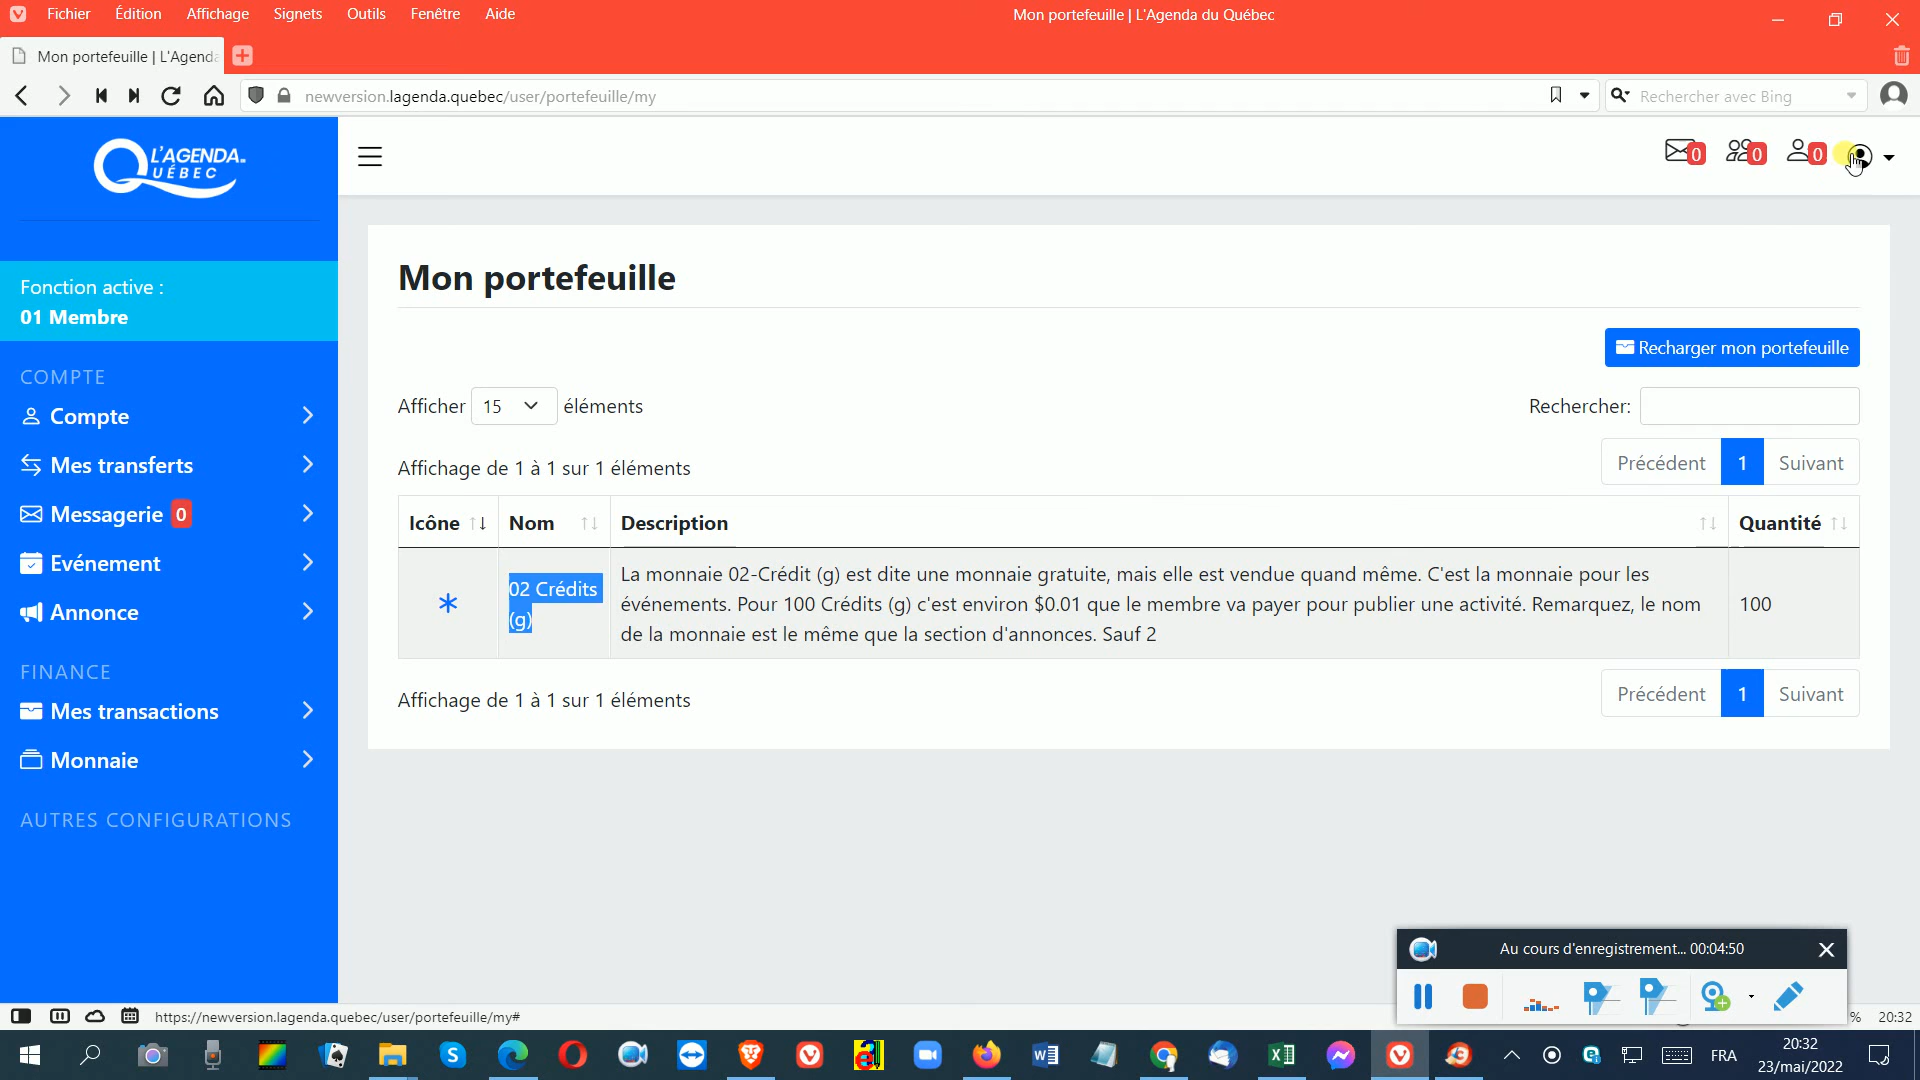 Fichier Édition Affichage Signets Outils Fenêtre Aide
Mon portefeuille | L'Agenda du Québec
Mon portefeuille | L'Agenda
newversion.lagenda.quebec/user/portefeuille/my
Rechercher avec Bing
L'AGENDA.
QUÉBEC
0 0 0
Fonction active :
01 Membre
COMPTE
Compte
Mes transferts
Messagerie 0
Evénement
Annonce
FINANCE
Mes transactions
Monnaie
AUTRES CONFIGURATIONS
Mon portefeuille
Recharger mon portefeuille
Afficher 15 éléments
Rechercher:
Affichage de 1 à 1 sur 1 éléments
Précédent 1 Suivant
Icône Nom Description Quantité
02 Crédits
(g)
La monnaie 02-Crédit (g) est dite une monnaie gratuite, mais elle est vendue quand même. C'est la monnaie pour les
événements. Pour 100 Crédits (g) c'est environ $0.01 que le membre va payer pour publier une activité. Remarquez, le nom
de la monnaie est le même que la section d'annonces. Sauf 2
100
Affichage de 1 à 1 sur 1 éléments
Précédent 1 Suivant
Au cours d'enregistrement... 00:04:50
https://newversion.lagenda.quebec/user/portefeuille/my#
% 20:32
FRA
20:32
23/mai/2022